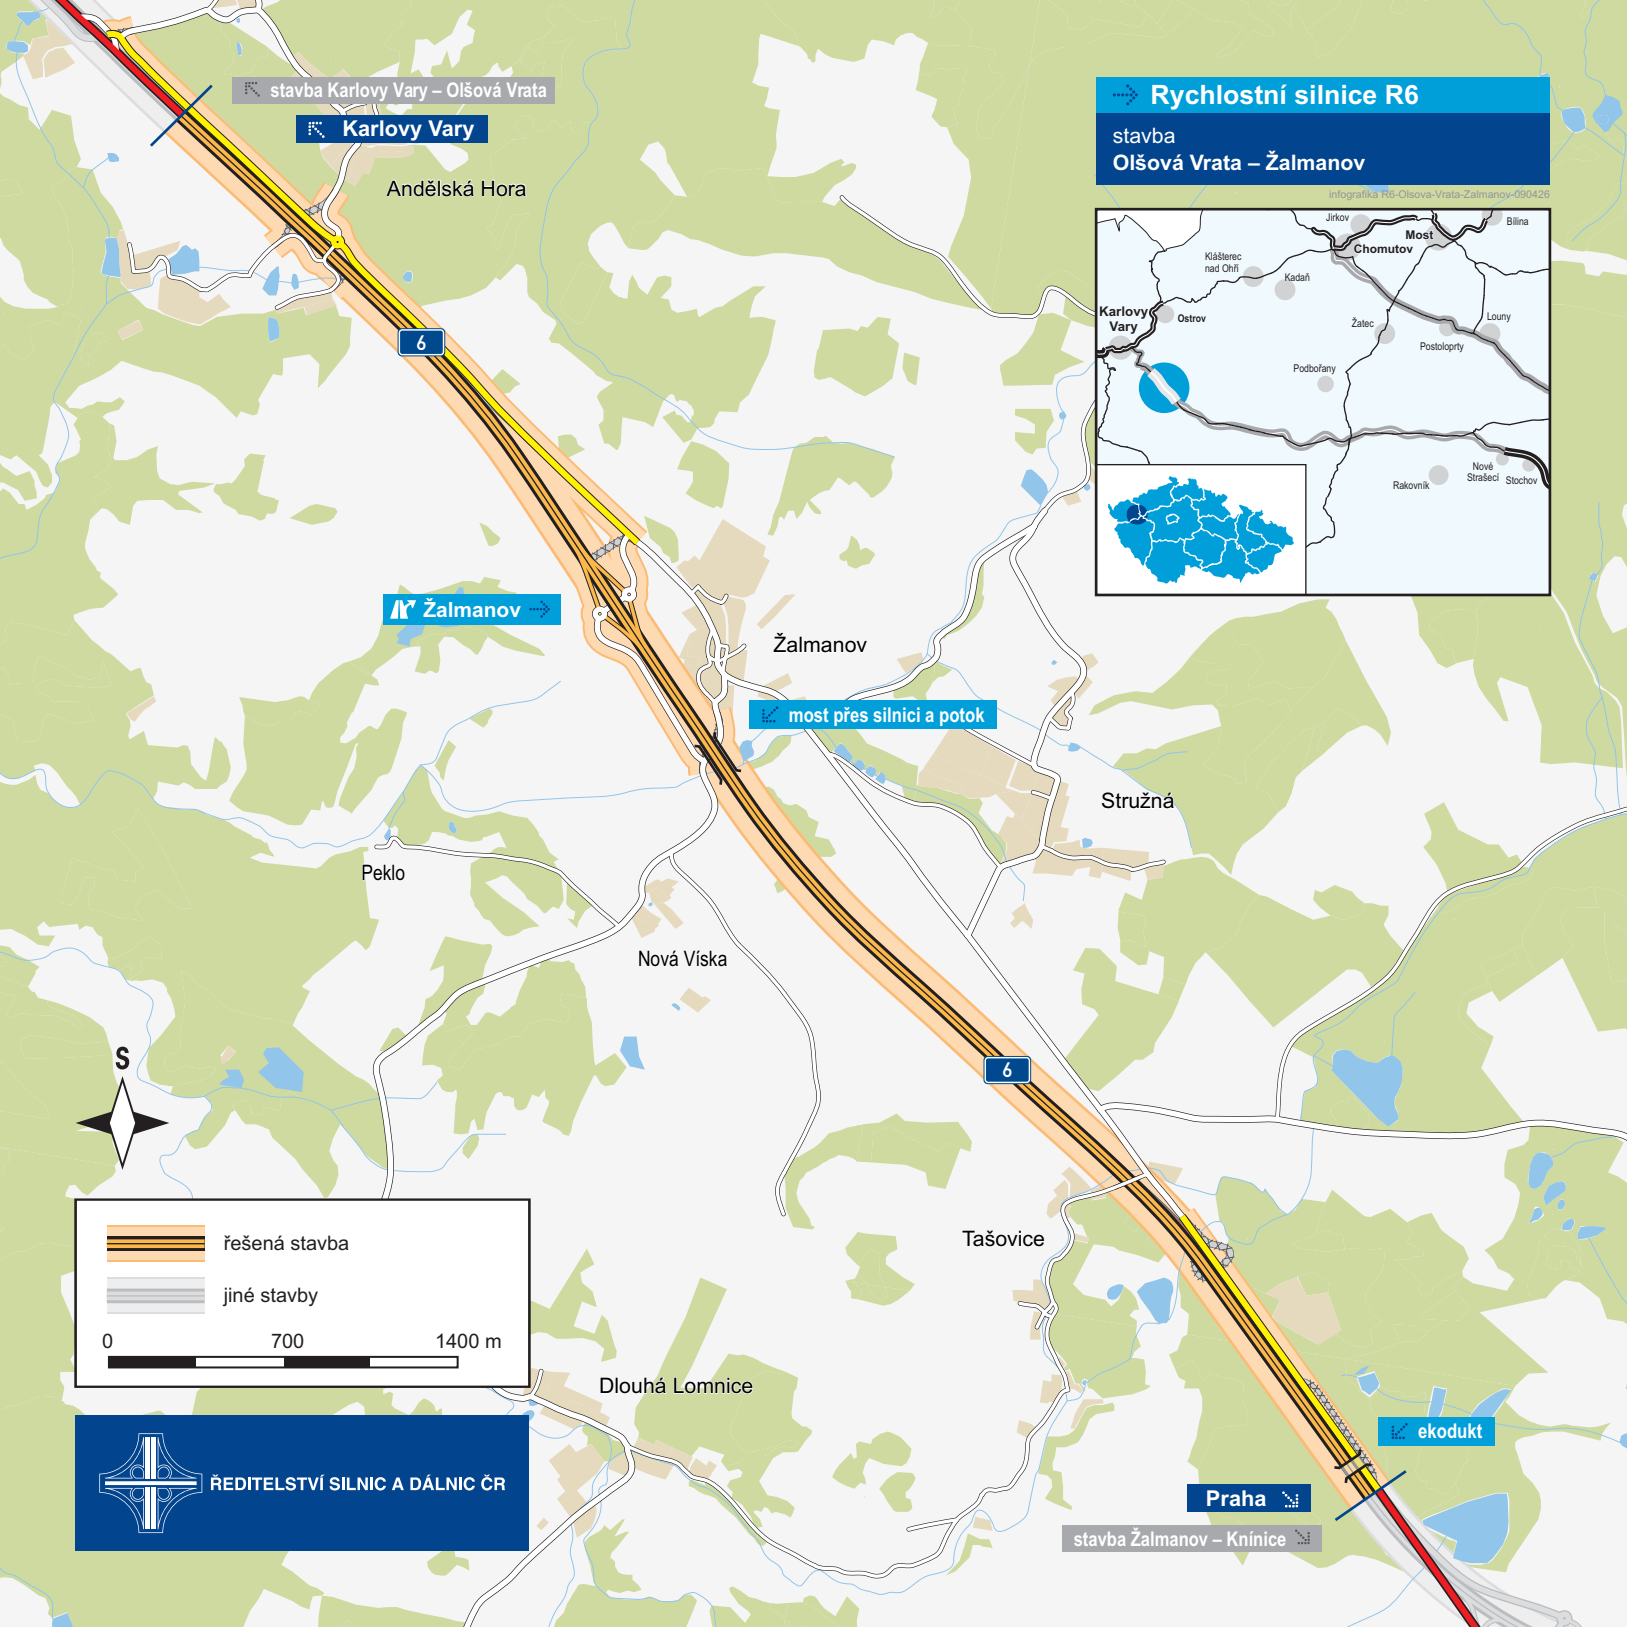 stavba Karlovy Vary – Olšová Vrata
Karlovy Vary
Andělská Hora
Rychlostní silnice R6
stavba
Olšová Vrata – Žalmanov
infografika R6-Olsova-Vrata-Zalmanov-090426
Jirkov
Bílina
Most
Chomutov
Klášterec
nad Ohří
Kadaň
Karlovy
Vary
Ostrov
Žatec
Louny
Postoloprty
Podbořany
Rakovník
Nové
Strašecí
Stochov
6
Žalmanov
Žalmanov
most přes silnici a potok
Stružná
Peklo
Nová Víska
6
S
Tašovice
řešená stavba
jiné stavby
0 700 1400 m
Dlouhá Lomnice
ŘEDITELSTVÍ SILNIC A DÁLNIC ČR
ekodukt
Praha
stavba Žalmanov – Knínice